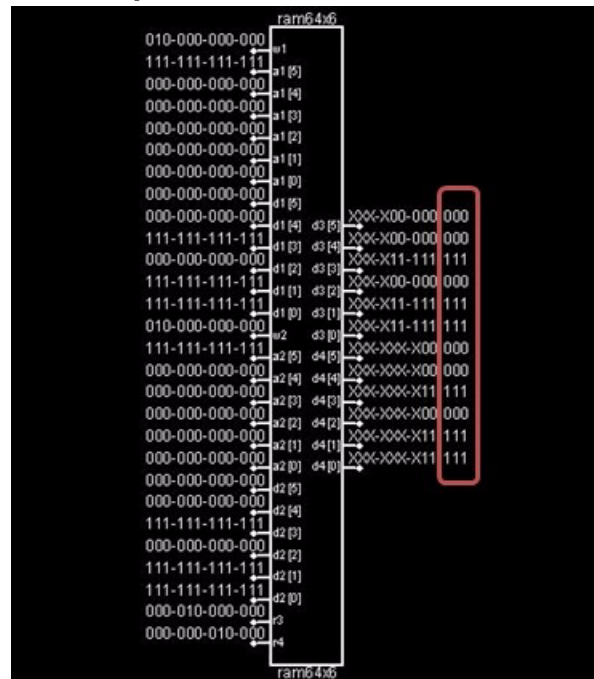 ram64x6
010-000-000-000 w1
111-111-111-111 a1[5]
000-000-000-000 a1[4]
000-000-000-000 a1[3]
000-000-000-000 a1[2]
000-000-000-000 a1[1]
000-000-000-000 a1[0]
000-000-000-000 d1[5]
000-000-000-000 d1[4] d3[5] XXX-X00-000-000
111-111-111-111 d1[3] d3[4] XXX-X00-000-000
000-000-000-000 d1[2] d3[3] XXX-X11-111-111
111-111-111-111 d1[1] d3[2] XXX-X00-000-000
111-111-111-111 d1[0] d3[1] XXX-X11-111-111
010-000-000-000 w2 d3[0] XXX-X11-111-111
111-111-111-111 a2[5] d4[5] XXX-XXX-X00-000
000-000-000-000 a2[4] d4[4] XXX-XXX-X00-000
000-000-000-000 a2[3] d4[3] XXX-XXX-X11-111
000-000-000-000 a2[2] d4[2] XXX-XXX-X00-000
000-000-000-000 a2[1] d4[1] XXX-XXX-X11-111
000-000-000-000 a2[0] d4[0] XXX-XXX-X11-111
000-000-000-000 d2[5]
000-000-000-000 d2[4]
111-111-111-111 d2[3]
000-000-000-000 d2[2]
111-111-111-111 d2[1]
111-111-111-111 d2[0]
000-010-000-000 r3
000-000-010-000 r4
ram64x6